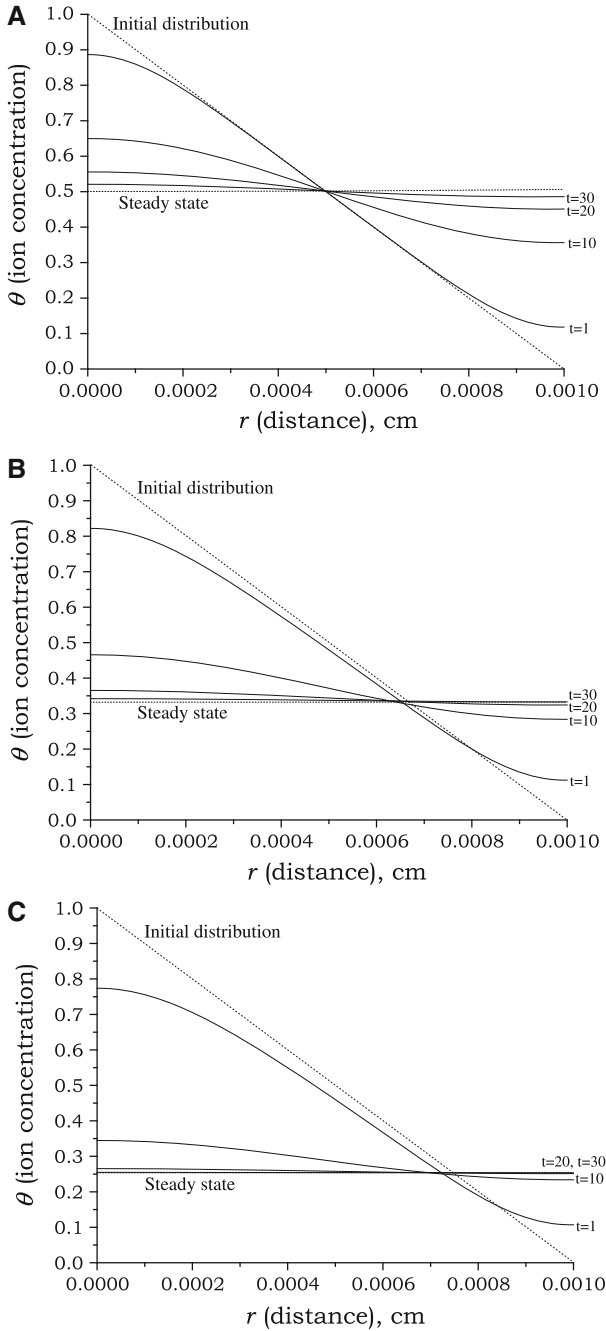 A
Initial distribution
1.0
0.9
0.8
0.7
0.6
0.5
0.4
0.3
0.2
0.1
0.0
θ (ion concentration)
Steady state
t=30
t=20
t=10
t=1
0.0000 0.0002 0.0004 0.0006 0.0008 0.0010
r (distance), cm
B
Initial distribution
1.0
0.9
0.8
0.7
0.6
0.5
0.4
0.3
0.2
0.1
0.0
θ (ion concentration)
Steady state
t=30
t=20
t=10
t=1
0.0000 0.0002 0.0004 0.0006 0.0008 0.0010
r (distance), cm
C
Initial distribution
1.0
0.9
0.8
0.7
0.6
0.5
0.4
0.3
0.2
0.1
0.0
θ (ion concentration)
Steady state
t=20, t=30
t=10
t=1
0.0000 0.0002 0.0004 0.0006 0.0008 0.0010
r (distance), cm